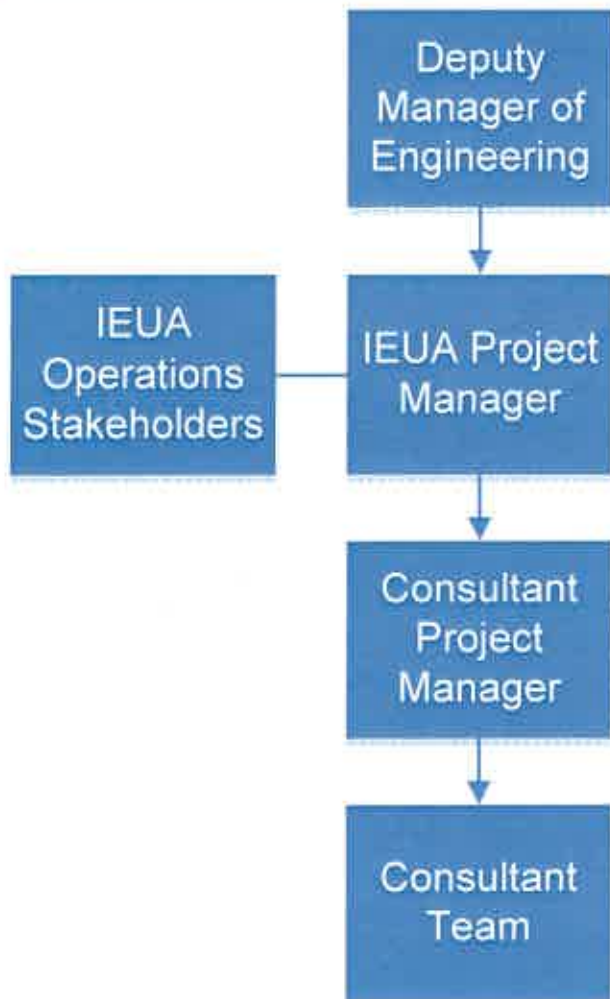 Deputy
Manager of
Engineering
IEUA
Operations
Stakeholders
IEUA Project
Manager
Consultant
Project
Manager
Consultant
Team